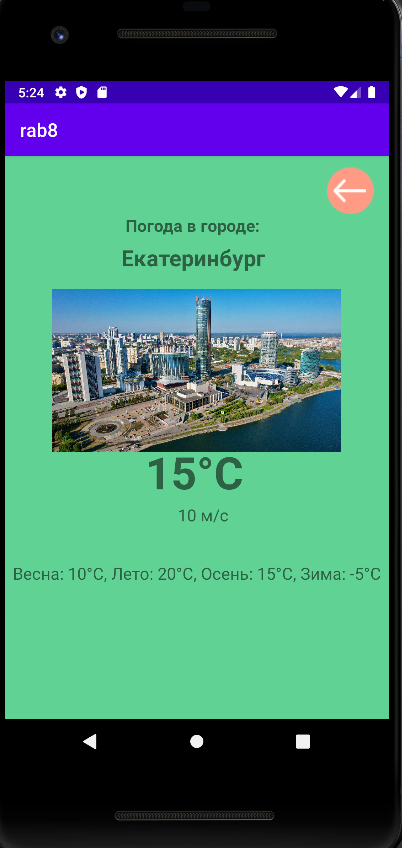 5:24
rab8
Погода в городе:
Екатеринбург
15°C
10 м/с
Весна: 10°C, Лето: 20°C, Осень: 15°C, Зима: -5°C